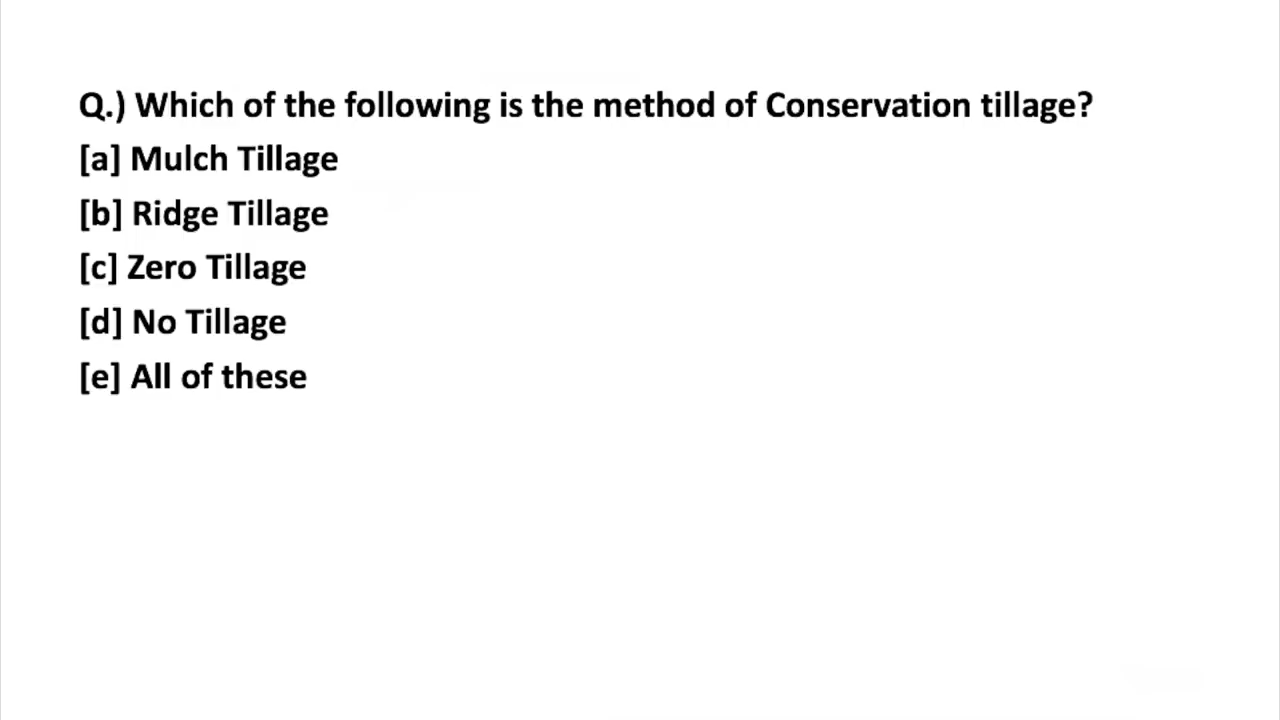 Q.) Which of the following is the method of Conservation tillage?
[a] Mulch Tillage
[b] Ridge Tillage
[c] Zero Tillage
[d] No Tillage
[e] All of these